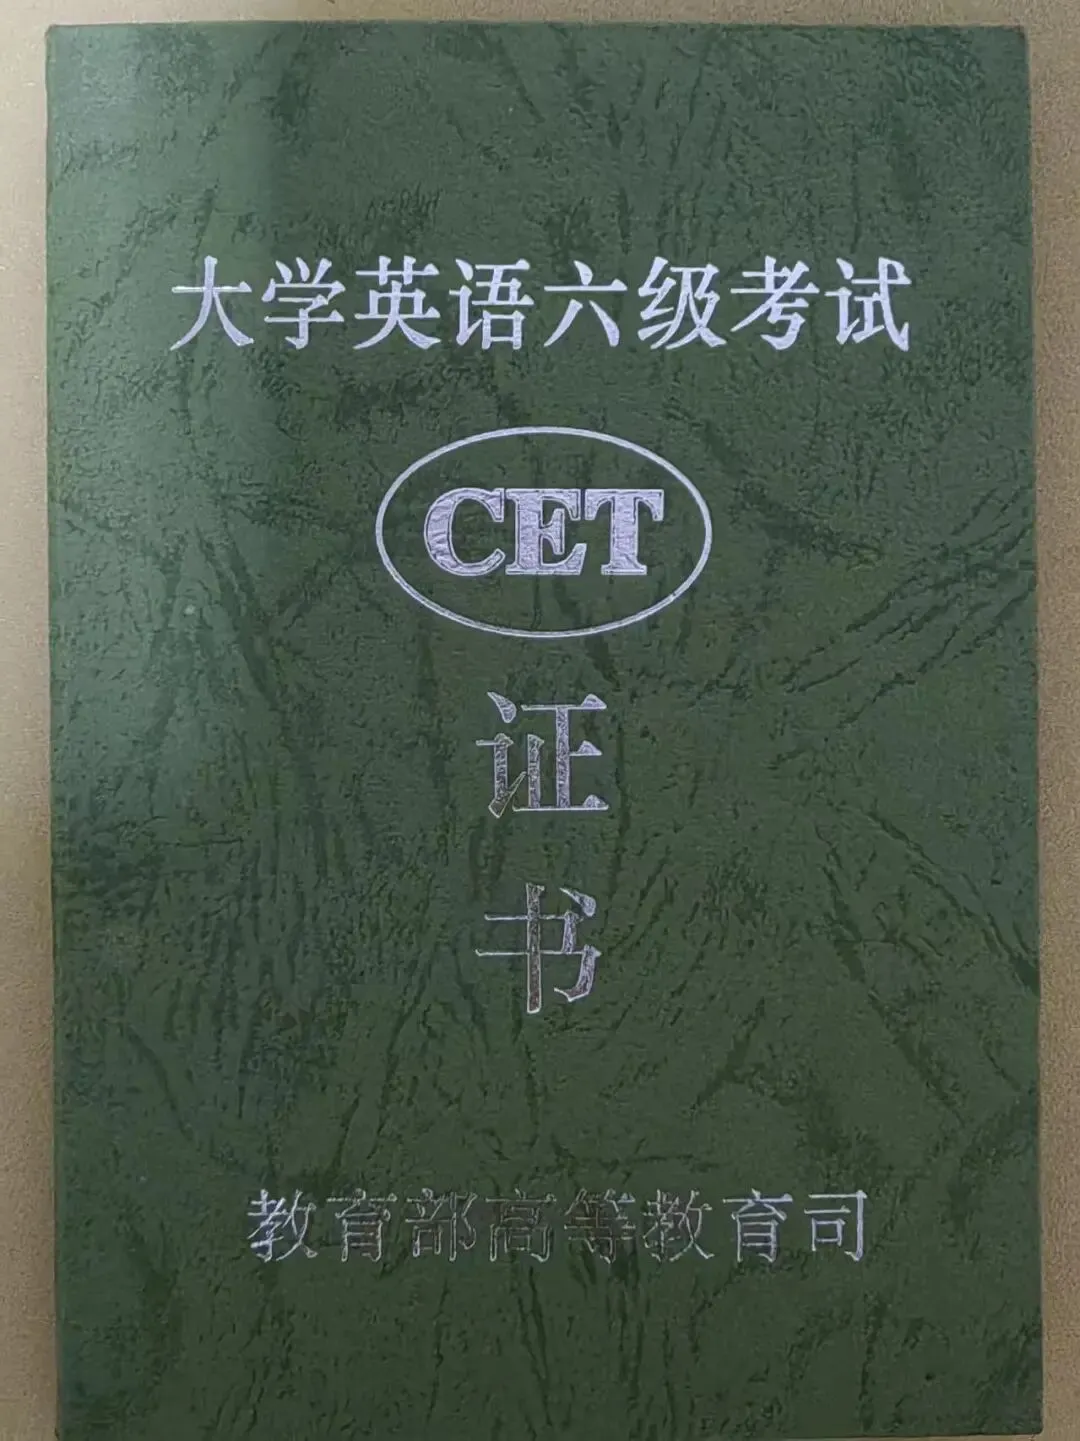 大学英语六级考试
CET
证
书
教育部高等教育司